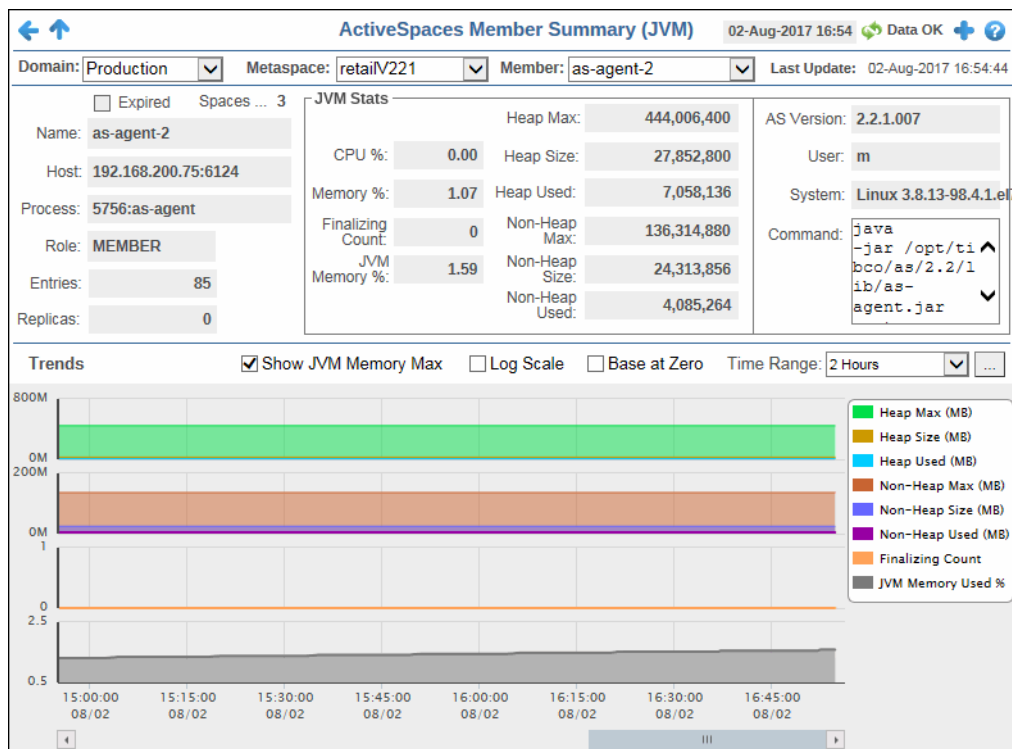 ActiveSpaces Member Summary (JVM) 02-Aug-2017 16:54 Data OK
Domain: Production Metaspace: retailV221 Member: as-agent-2 Last Update: 02-Aug-2017 16:54:44
Expired Spaces ... 3
Name: as-agent-2
Host: 192.168.200.75:6124
Process: 5756:as-agent
Role: MEMBER
Entries: 85
Replicas: 0
JVM Stats
CPU %: 0.00
Memory %: 1.07
Finalizing
Count: 0
JVM
Memory %: 1.59
Heap Max: 444,006,400
Heap Size: 27,852,800
Heap Used: 7,058,136
Non-Heap
Max: 136,314,880
Non-Heap
Size: 24,313,856
Non-Heap
Used: 4,085,264
AS Version: 2.2.1.007
User: m
System: Linux 3.8.13-98.4.1.el
Command: java
-jar /opt/ti
bco/as/2.2/l
ib/as-
agent.jar
Trends Show JVM Memory Max Log Scale Base at Zero Time Range: 2 Hours ...
800M
0M
200M
0M
1
0
2.5
0.5
15:00:00 15:15:00 15:30:00 15:45:00 16:00:00 16:15:00 16:30:00 16:45:00
08/02 08/02 08/02 08/02 08/02 08/02 08/02 08/02
Heap Max (MB)
Heap Size (MB)
Heap Used (MB)
Non-Heap Max (MB)
Non-Heap Size (MB)
Non-Heap Used (MB)
Finalizing Count
JVM Memory Used %